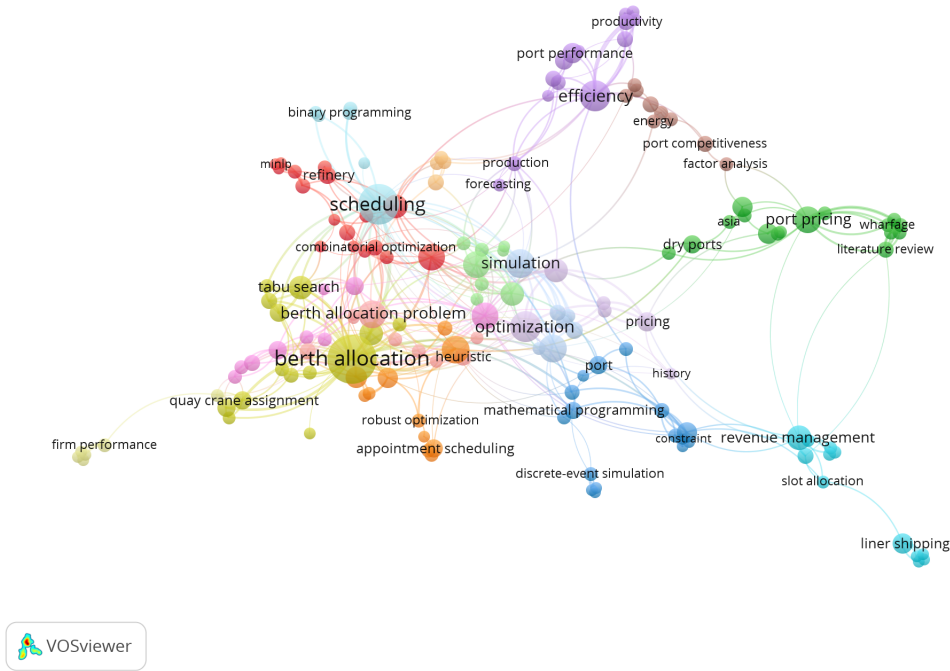 productivity
port performance
efficiency
binary programming
energy
port competitiveness
minlp
refinery
production
factor analysis
forecasting
scheduling
asia
port pricing
wharfage
combinatorial optimization
dry ports
literature review
simulation
tabu search
berth allocation problem
optimization
pricing
berth allocation
heuristic
port
history
quay crane assignment
mathematical programming
robust optimization
firm performance
appointment scheduling
constraint
revenue management
discrete-event simulation
slot allocation
liner shipping
VOSviewer